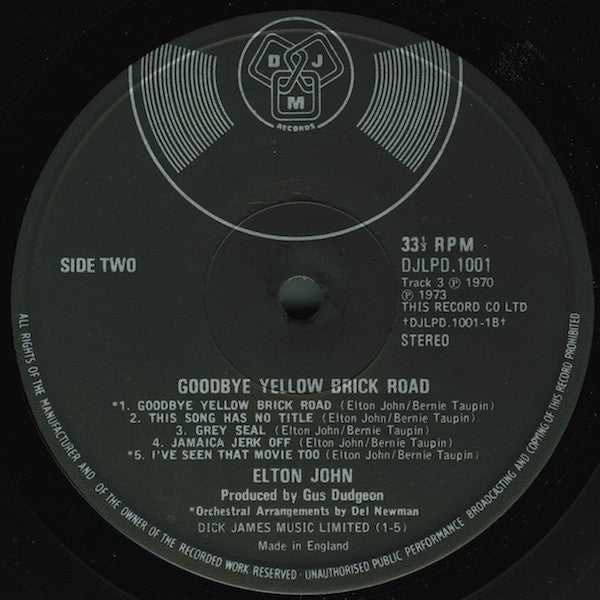 D J
M
RECORDS
SIDE TWO
33⅓ RPM
DJLPD.1001
Track 3 ℗ 1970
℗ 1973
THIS RECORD CO LTD
†DJLPD.1001-1B†
STEREO
GOODBYE YELLOW BRICK ROAD
*1. GOODBYE YELLOW BRICK ROAD (Elton John/Bernie Taupin)
2. THIS SONG HAS NO TITLE (Elton John/Bernie Taupin)
3. GREY SEAL (Elton John/Bernie Taupin)
4. JAMAICA JERK OFF (Elton John/Bernie Taupin)
*5. I'VE SEEN THAT MOVIE TOO (Elton John/Bernie Taupin)
ELTON JOHN
Produced by Gus Dudgeon
*Orchestral Arrangements by Del Newman
DICK JAMES MUSIC LIMITED (1-5)
Made in England
ALL RIGHTS OF THE MANUFACTURER AND OF THE OWNER OF THE RECORDED WORK RESERVED - UNAUTHORISED PUBLIC PERFORMANCE BROADCASTING AND COPYING OF THIS RECORD PROHIBITED